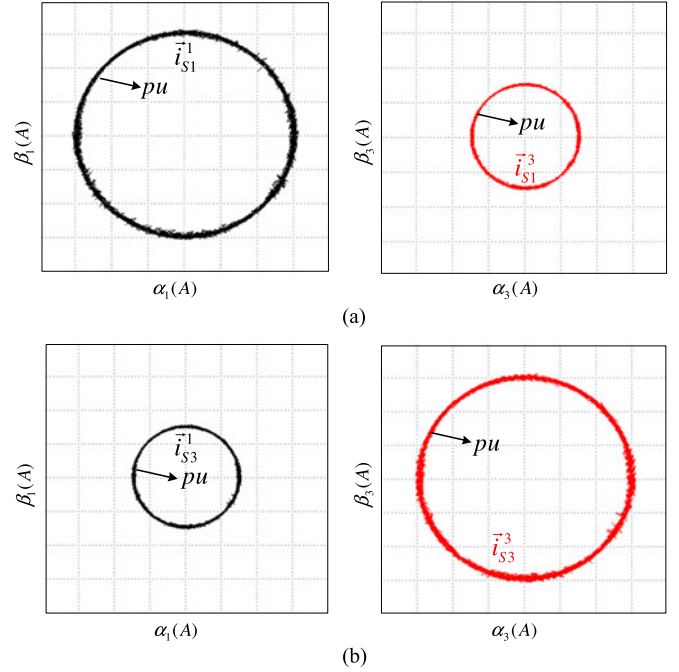 β₁(A)
i⃗_{S1}^{1}
pu
α₁(A)
β₃(A)
pu
i⃗_{S1}^{3}
α₃(A)
(a)
β₁(A)
i⃗_{S3}^{1}
pu
α₁(A)
β₃(A)
pu
i⃗_{S3}^{3}
α₃(A)
(b)